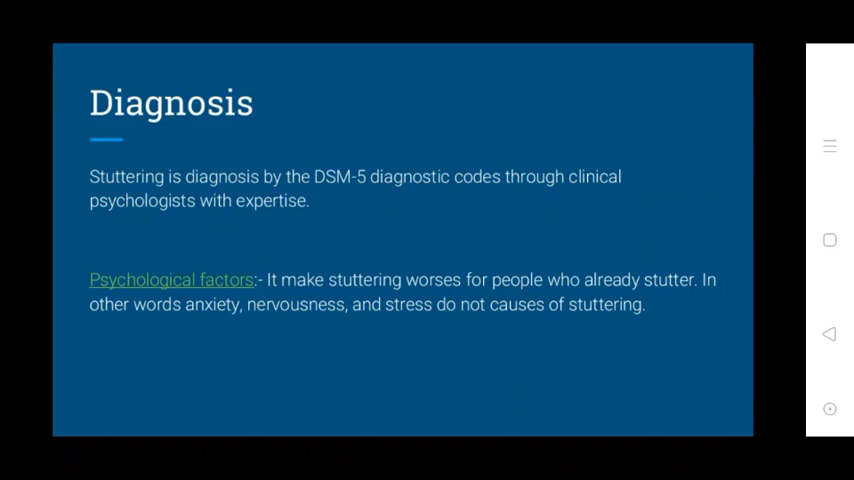 Diagnosis
Stuttering is diagnosis by the DSM-5 diagnostic codes through clinical
psychologists with expertise.
Psychological factors:- It make stuttering worses for people who already stutter. In
other words anxiety, nervousness, and stress do not causes of stuttering.